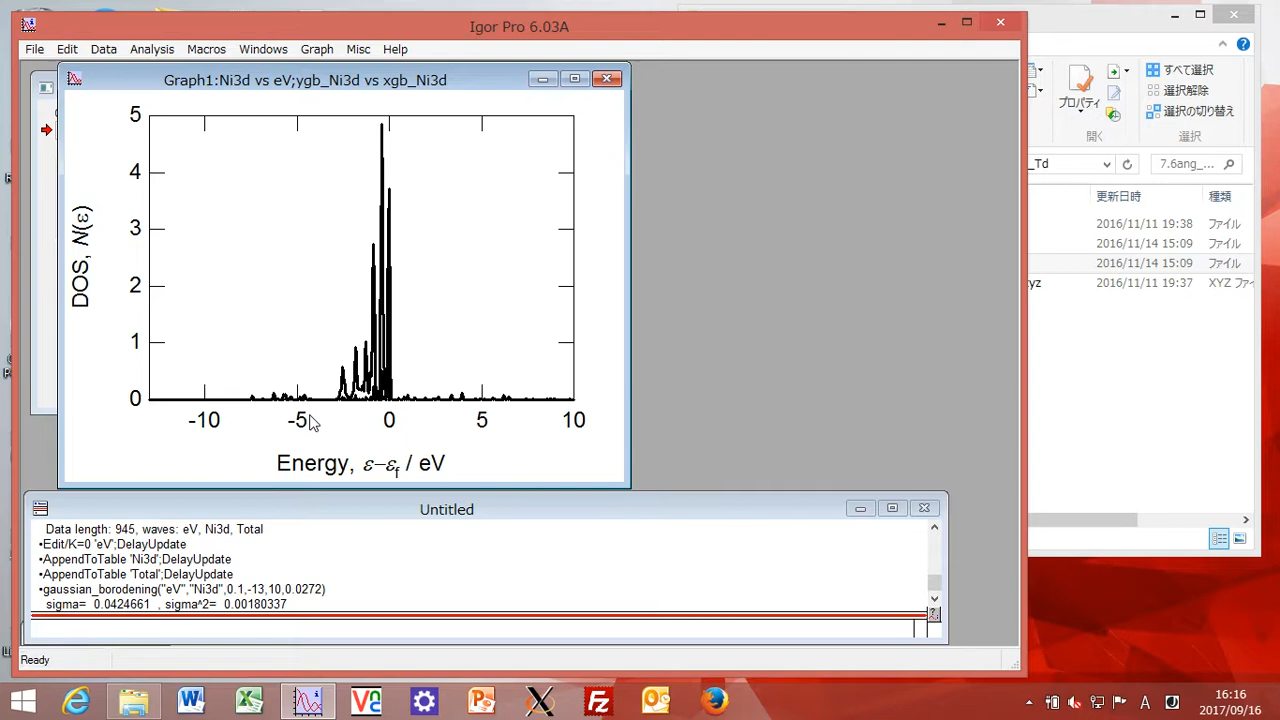 Igor Pro 6.03A
File Edit Data Analysis Macros Windows Graph Misc Help
Graph1:Ni3d vs eV;ygb_Ni3d vs xgb_Ni3d
5
4
3
2
1
0
DOS, N(ε)
-10 -5 0 5 10
Energy, ε−εf / eV
Untitled
Data length: 945, waves: eV, Ni3d, Total
•Edit/K=0 'eV';DelayUpdate
•AppendToTable 'Ni3d';DelayUpdate
•AppendToTable 'Total';DelayUpdate
•gaussian_borodening("eV","Ni3d",0.1,-13,10,0.0272)
sigma= 0.0424661 , sigma^2= 0.00180337
Ready
プロパティ
開く
すべて選択
選択解除
選択の切り替え
選択
_Td
7.6ang_...
更新日時 種類
2016/11/11 19:38 ファイル
2016/11/14 15:09 ファイル
2016/11/14 15:09 ファイル
xyz 2016/11/11 19:37 XYZ ファイ
A
16:16
2017/09/16